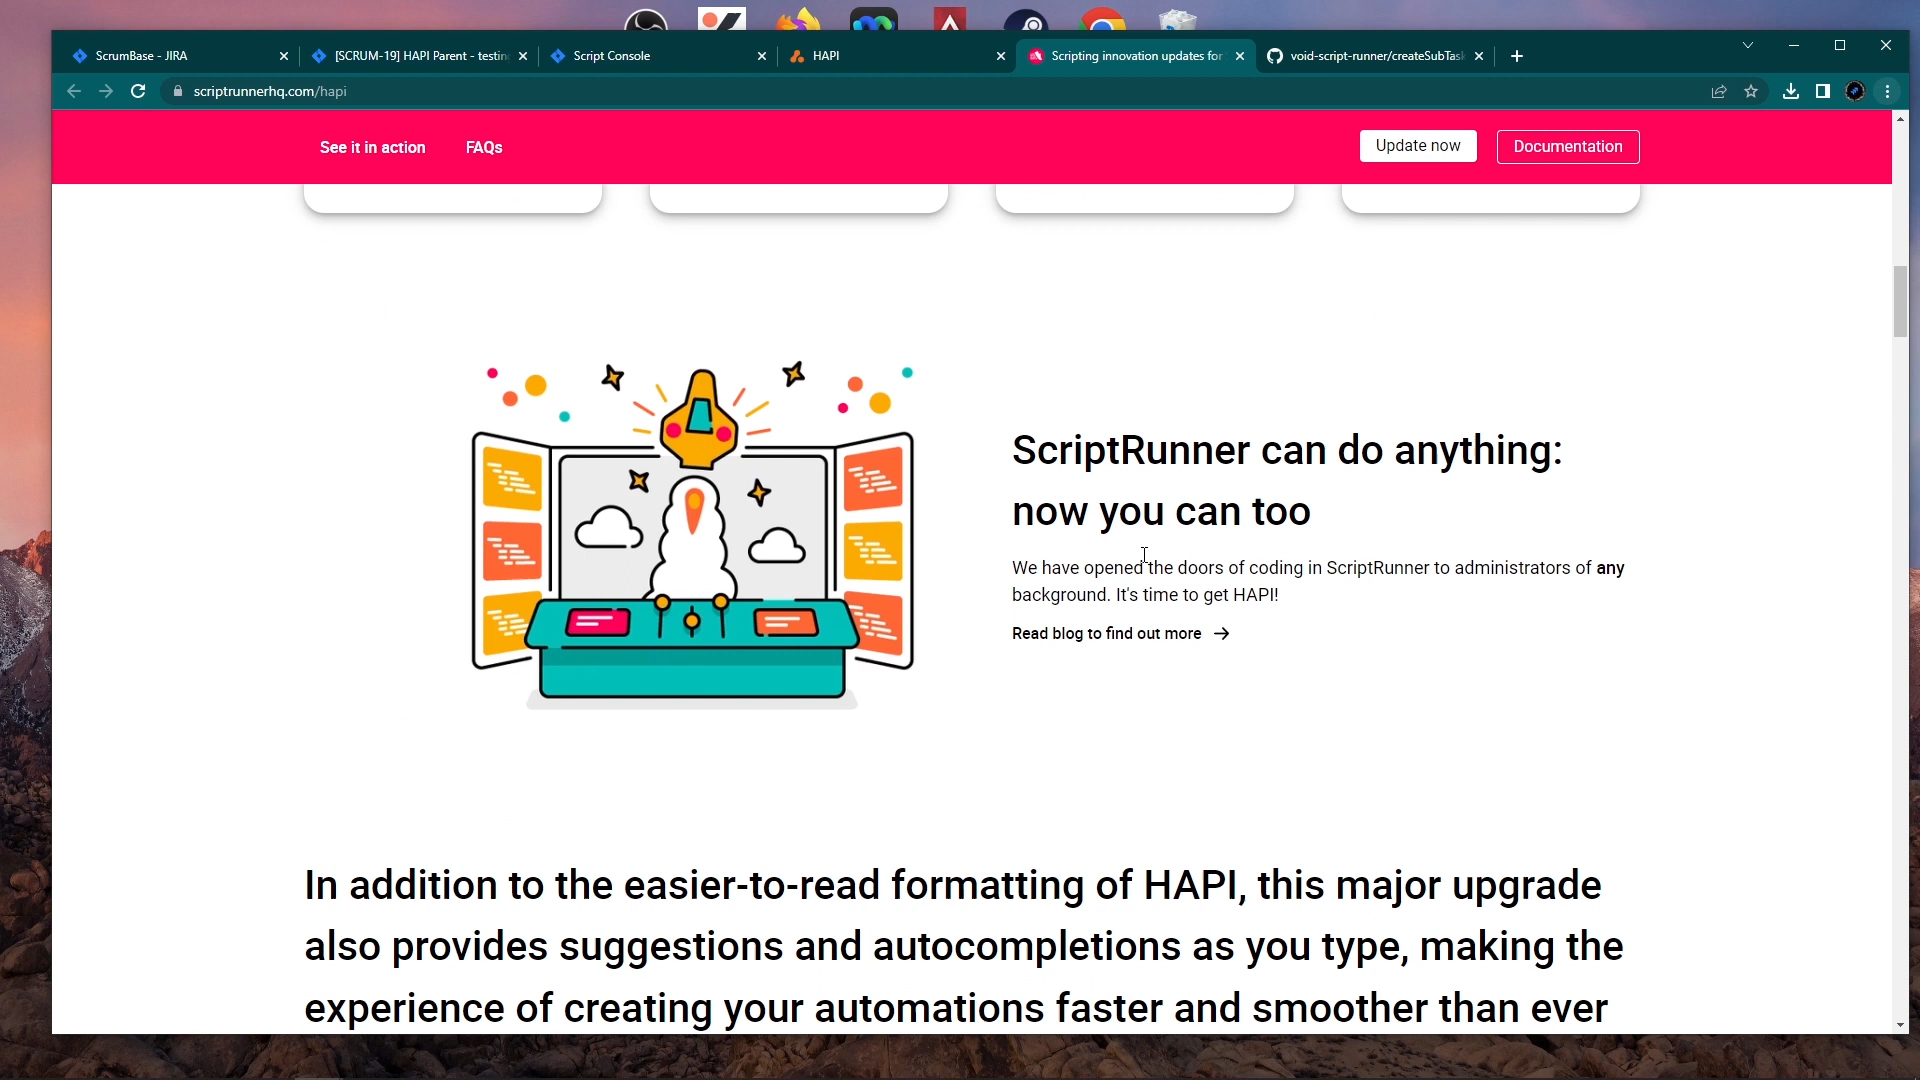 ScrumBase - JIRA
[SCRUM-19] HAPI Parent - testin
Script Console
HAPI
Scripting innovation updates for
void-script-runner/createSubTask
scriptrunnerhq.com/hapi
See it in action
FAQs
Update now
Documentation
ScriptRunner can do anything:
now you can too
We have opened the doors of coding in ScriptRunner to administrators of any
background. It's time to get HAPI!
Read blog to find out more →
In addition to the easier-to-read formatting of HAPI, this major upgrade
also provides suggestions and autocompletions as you type, making the
experience of creating your automations faster and smoother than ever